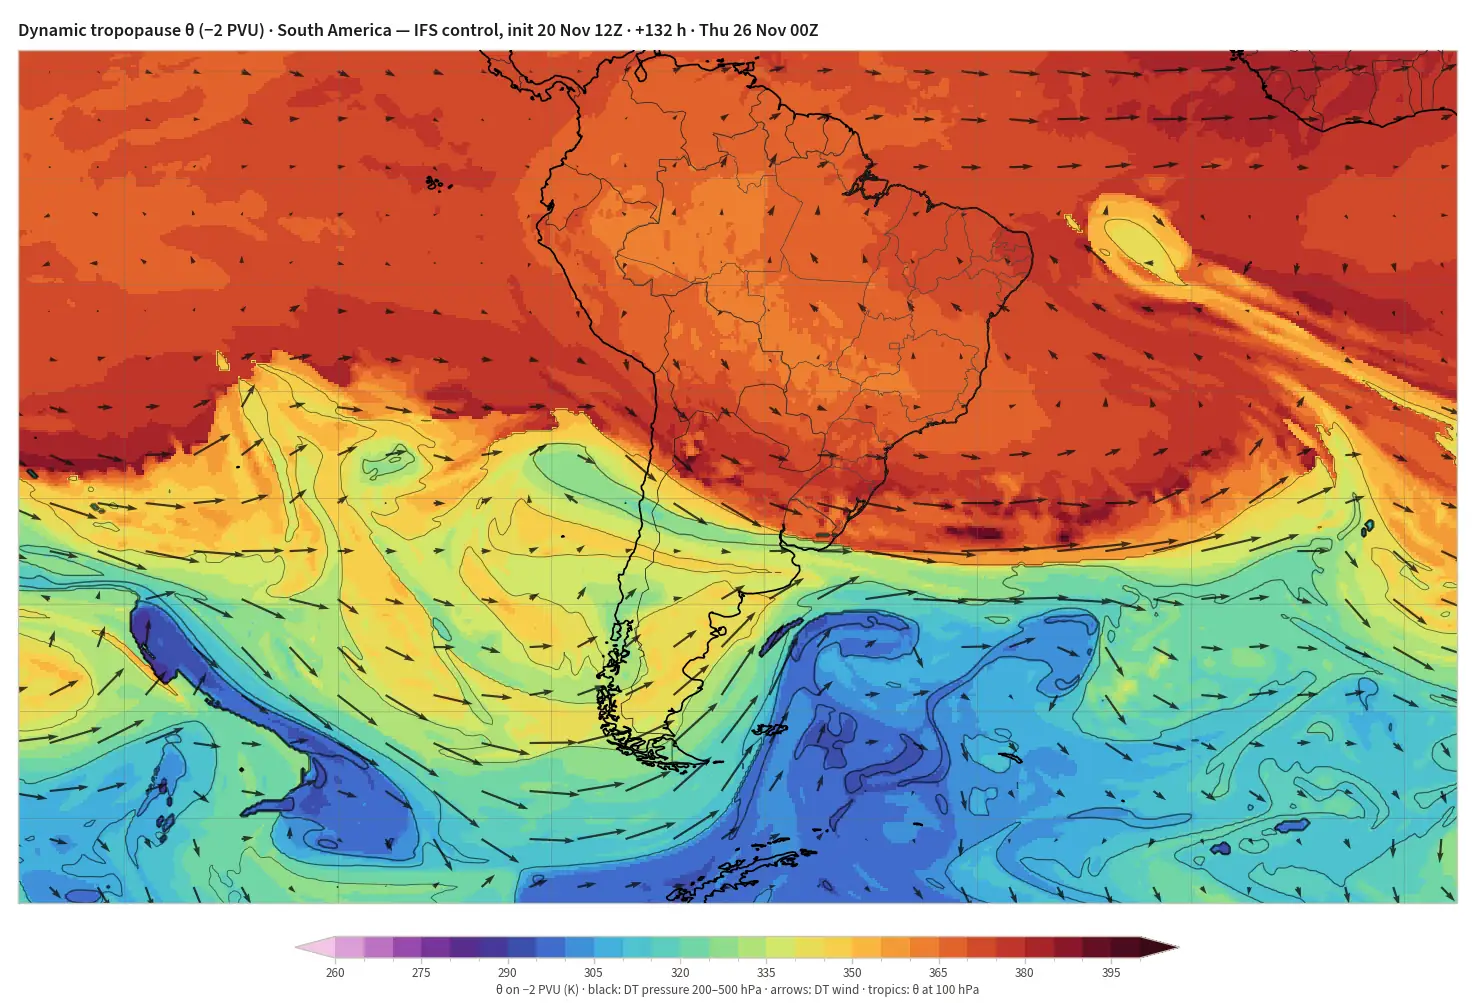 Dynamic tropopause θ (−2 PVU) · South America — IFS control, init 20 Nov 12Z · +132 h · Thu 26 Nov 00Z
260 275 290 305 320 335 350 365 380 395
θ on −2 PVU (K) · black: DT pressure 200–500 hPa · arrows: DT wind · tropics: θ at 100 hPa